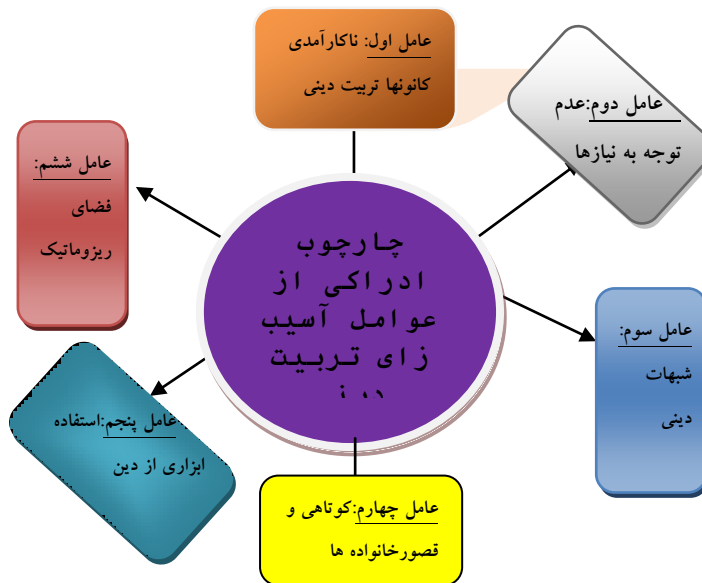 عامل اول: ناکارآمدی
کانونها تربیت دینی
عامل دوم:عدم
توجه به نیازها
عامل سوم:
شبهات
دینی
عامل چهارم:کوتاهی و
قصورخانواده ها
عامل پنجم:استفاده
ابزاری از دین
عامل ششم:
فضای
ریزوماتیک
چارچوب
ادراکی از
عوامل آسیب
زای تربیت